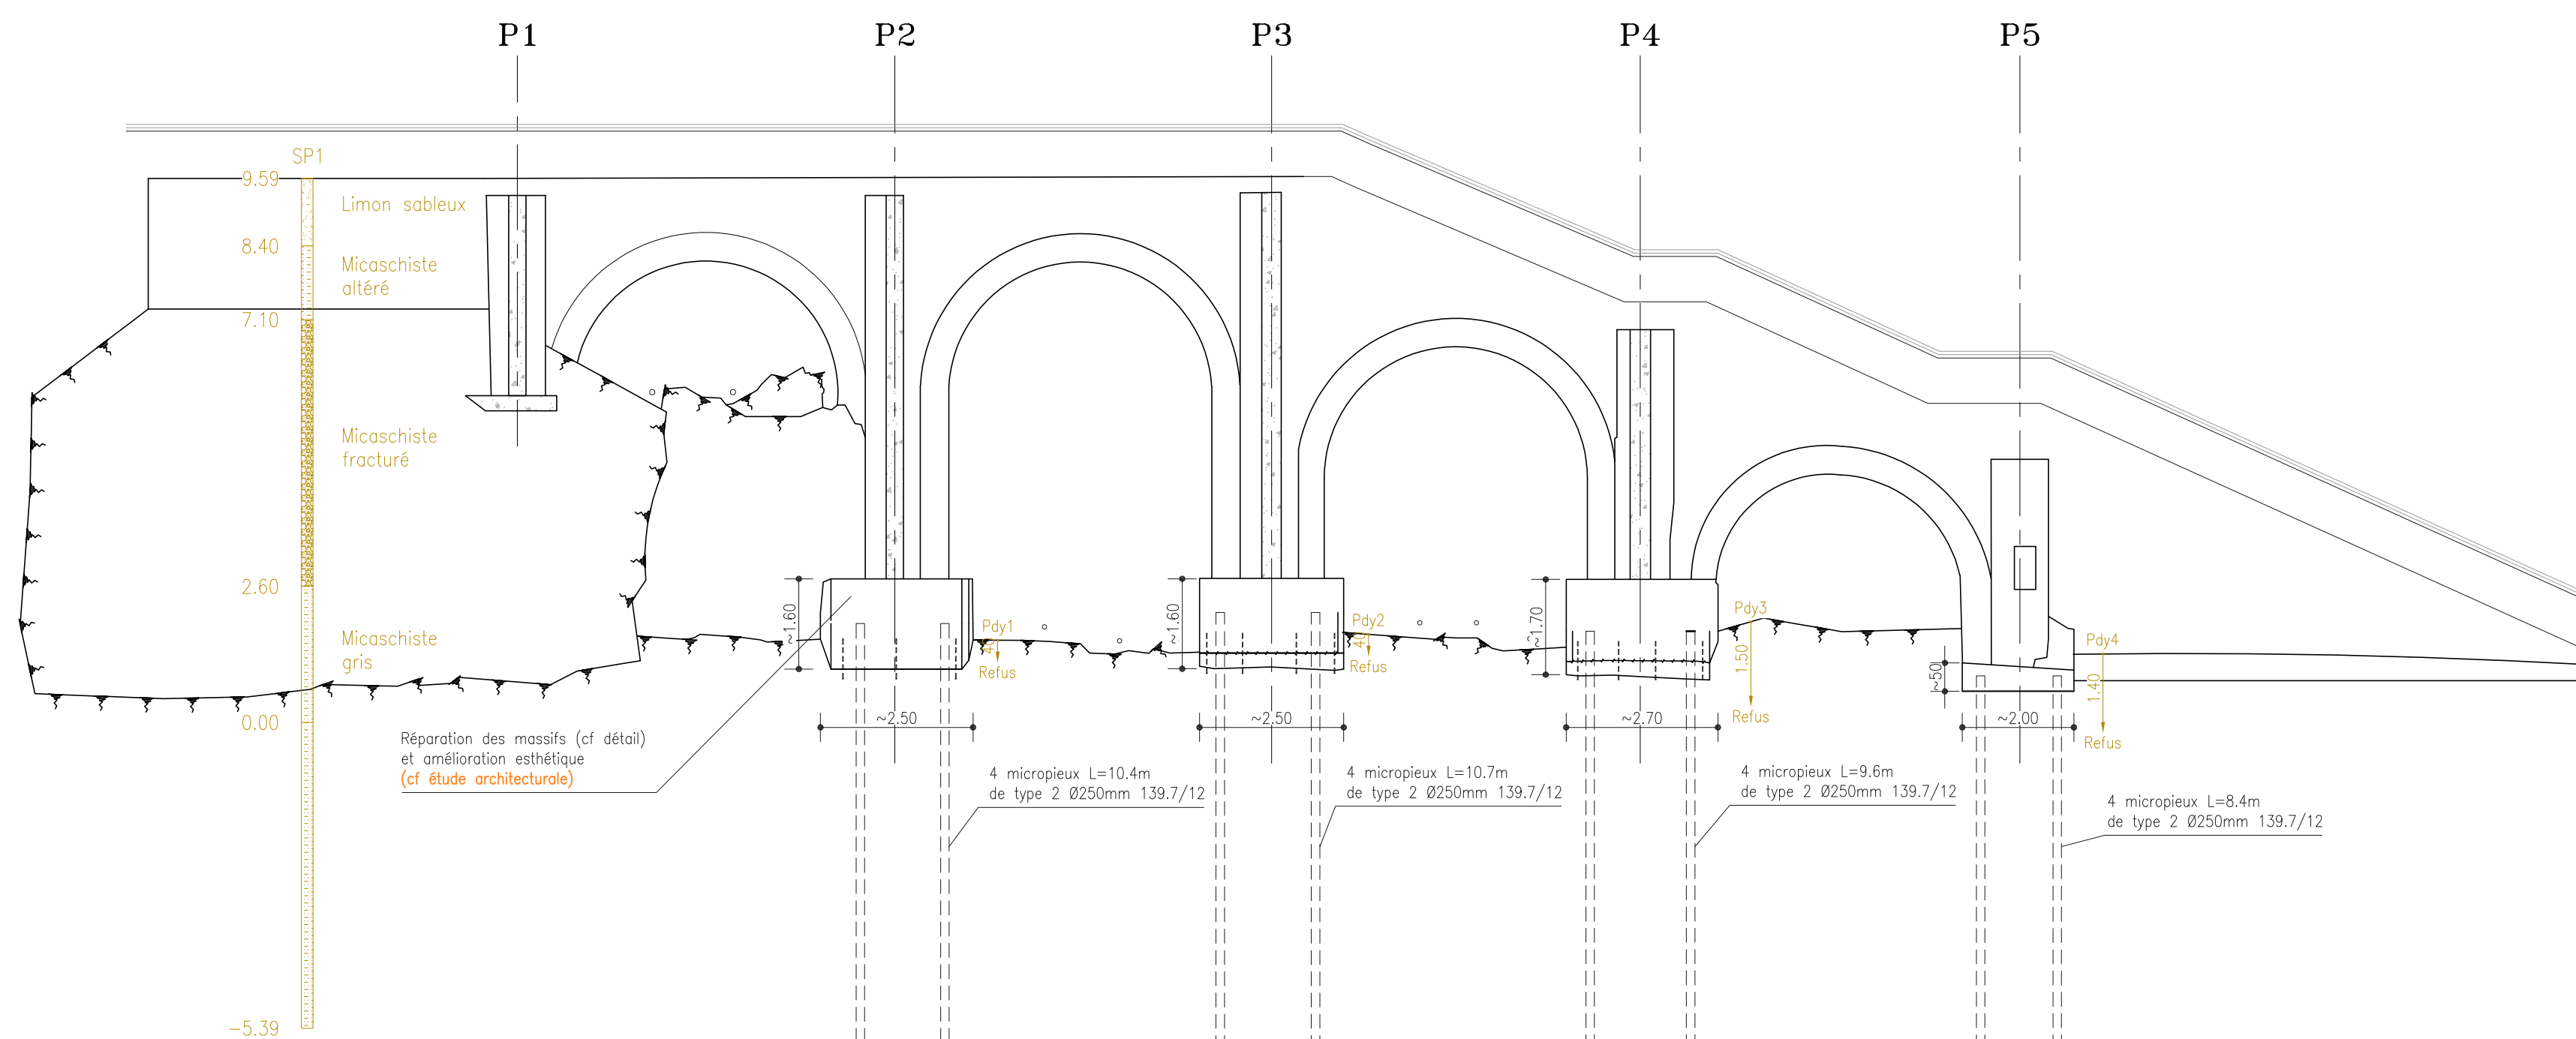 P1
P2
P3
P4
P5
SP1
9.59
Limon sableux
8.40
Micaschiste
altéré
7.10
Micaschiste
fracturé
2.60
Micaschiste
gris
0.00
-5.39
~1.60
Pdy1
40
Refus
~2.50
~1.60
Pdy2
40
Refus
~2.50
~1.70
Pdy3
1.50
Refus
~2.70
~50
Pdy4
1.40
Refus
~2.00
Réparation des massifs (cf détail)
et amélioration esthétique
(cf étude architecturale)
4 micropieux L=10.4m
de type 2 Ø250mm 139.7/12
4 micropieux L=10.7m
de type 2 Ø250mm 139.7/12
4 micropieux L=9.6m
de type 2 Ø250mm 139.7/12
4 micropieux L=8.4m
de type 2 Ø250mm 139.7/12